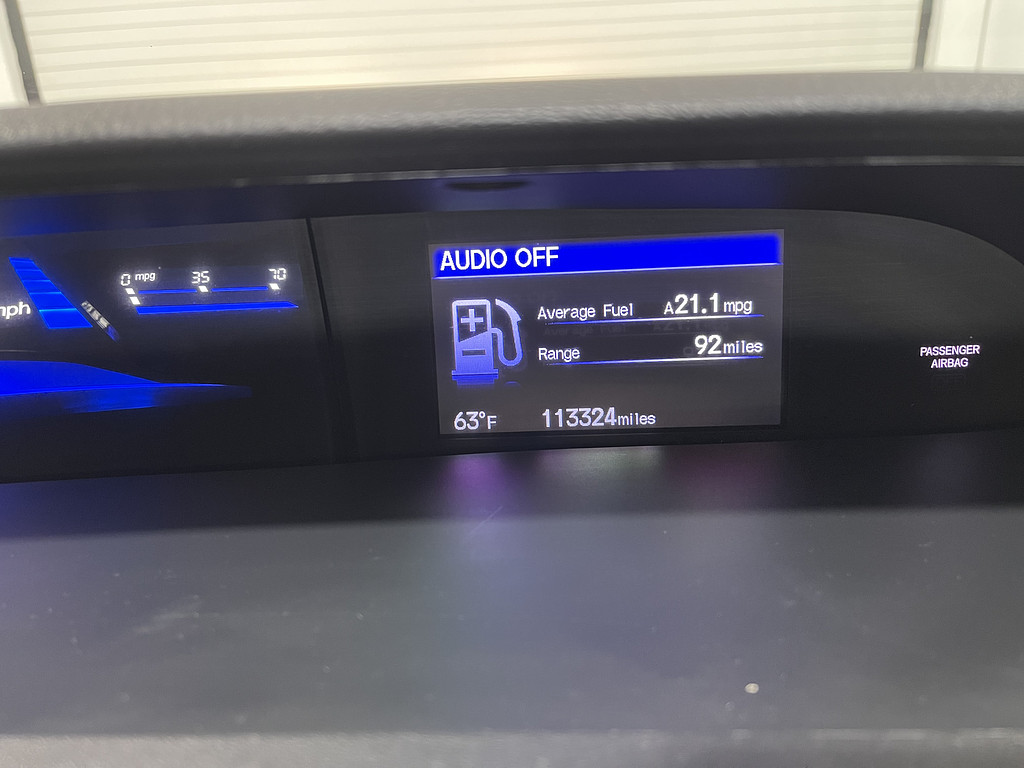 AUDIO OFF
mph
0 mpg 35 70
Average Fuel A21.1 mpg
Range 92 miles
63°F 113324 miles
PASSENGER
AIRBAG